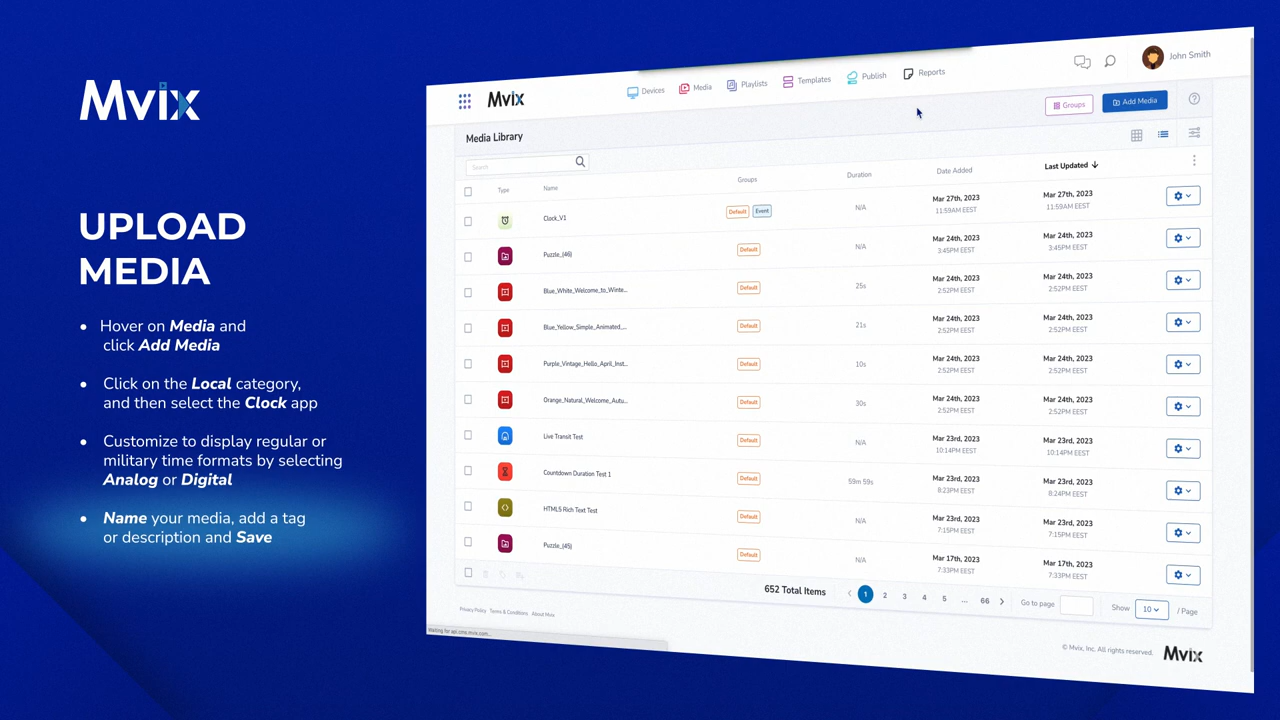 Mvix
UPLOAD
MEDIA
• Hover on Media and
click Add Media
• Click on the Local category,
and then select the Clock app
• Customize to display regular or
military time formats by selecting
Analog or Digital
• Name your media, add a tag
or description and Save
Mvix
Devices Media Playlists Templates Publish Reports
John Smith
Media Library
Groups Add Media
Search
Type Name Groups Duration Date Added Last Updated
Clock_V1 Default Event N/A Mar 27th, 2023 Mar 27th, 2023
11:59AM EEST 11:59AM EEST
Puzzle_(46) Default N/A Mar 24th, 2023 Mar 24th, 2023
3:45PM EEST 3:45PM EEST
Blue_White_Welcome_to_Winte... Default 25s Mar 24th, 2023 Mar 24th, 2023
2:52PM EEST 2:52PM EEST
Blue_Yellow_Simple_Animated_... Default 21s Mar 24th, 2023 Mar 24th, 2023
2:52PM EEST 2:52PM EEST
Purple_Vintage_Hello_April_Inst... Default 10s Mar 24th, 2023 Mar 24th, 2023
2:52PM EEST 2:52PM EEST
Orange_Natural_Welcome_Autu... Default 30s Mar 24th, 2023 Mar 24th, 2023
2:52PM EEST 2:52PM EEST
Live Transit Test Default N/A Mar 23rd, 2023 Mar 23rd, 2023
10:14PM EEST 10:14PM EEST
Countdown Duration Test 1 Default 59m 59s Mar 23rd, 2023 Mar 23rd, 2023
8:23PM EEST 8:24PM EEST
HTML5 Rich Text Test Default N/A Mar 23rd, 2023 Mar 23rd, 2023
7:15PM EEST 7:15PM EEST
Puzzle_(45) Default N/A Mar 17th, 2023 Mar 17th, 2023
7:33PM EEST 7:33PM EEST
652 Total Items 1 2 3 4 5 ... 66 Go to page Show 10 / Page
Privacy Policy Terms & Conditions About Mvix
Waiting for api.cms.mvix.com...
© Mvix, Inc. All rights reserved. Mvix